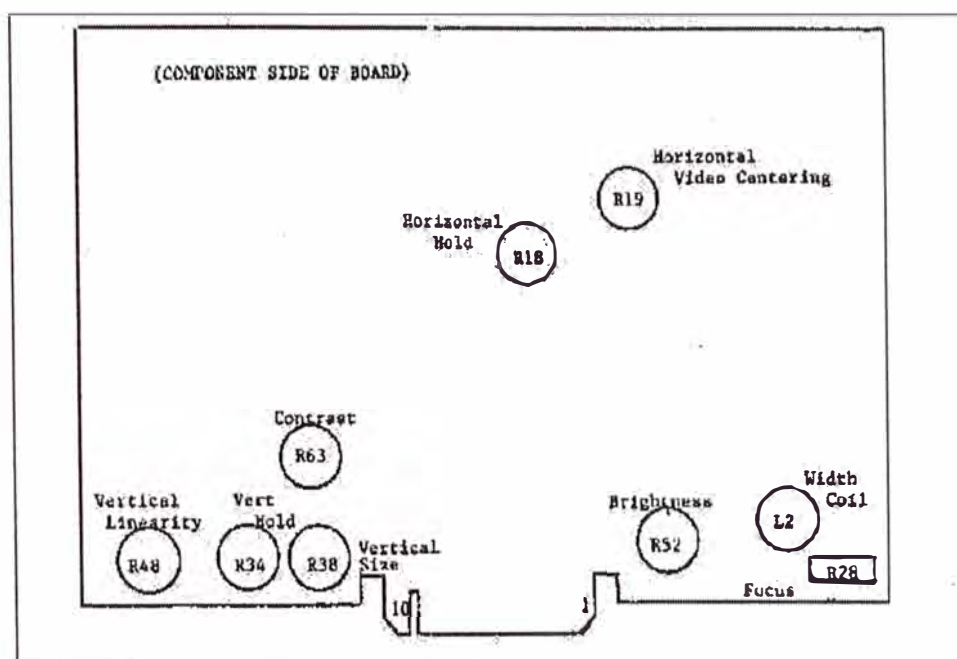 (COMPONENT SIDE OF BOARD)
Horizontal
Video Centering
R19
Horizontal
Hold
R18
Contrast
R63
Vertical
Linearity
R48
Vert
Hold
R34
R38
Vertical
Size
Brightness
R52
Width
Coil
L2
R28
Focus
10
1